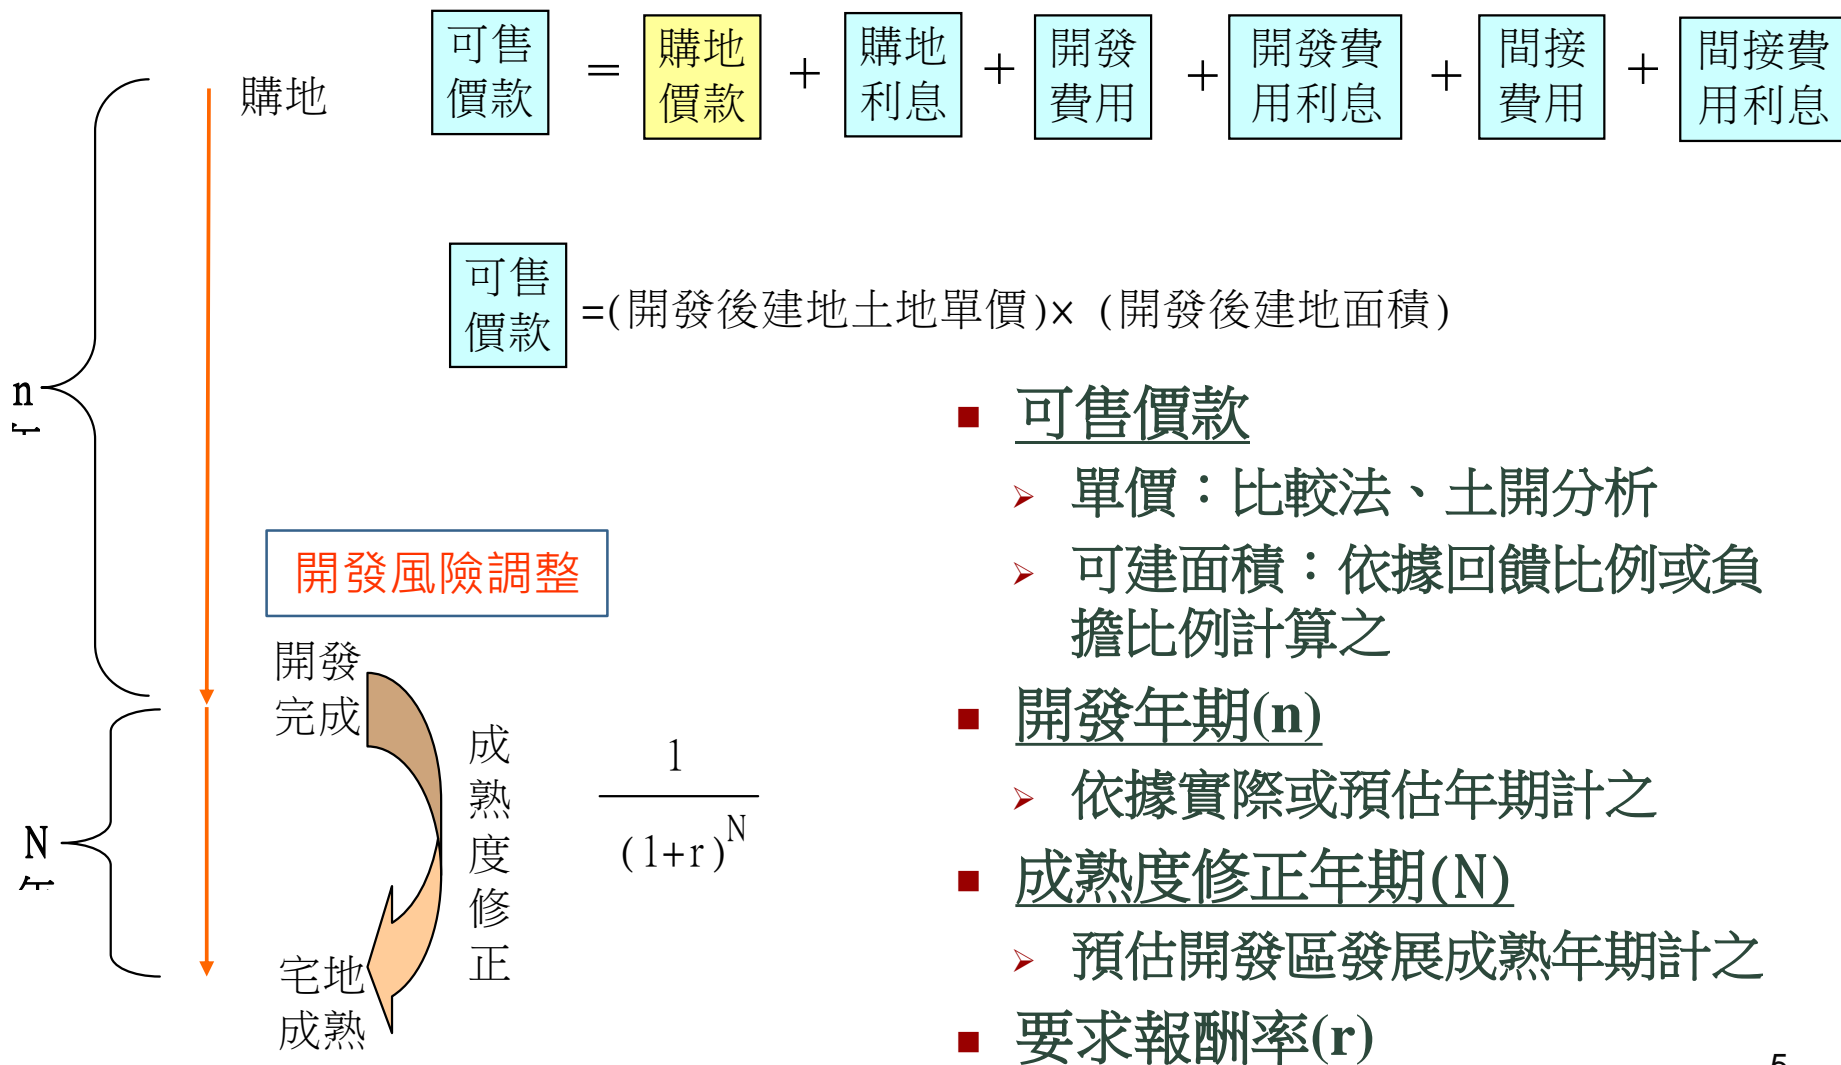 購地
可售價款 = 購地價款 + 購地利息 + 開發費用 + 開發費用利息 + 間接費用 + 間接費用利息
可售價款 =(開發後建地土地單價)× (開發後建地面積)
n
開發風險調整
開發
完成
成熟度修正
1
(1+r)^N
N
宅地
成熟
■ 可售價款
➢ 單價：比較法、土開分析
➢ 可建面積：依據回饋比例或負
擔比例計算之
■ 開發年期(n)
➢ 依據實際或預估年期計之
■ 成熟度修正年期(N)
➢ 預估開發區發展成熟年期計之
■ 要求報酬率(r)
5